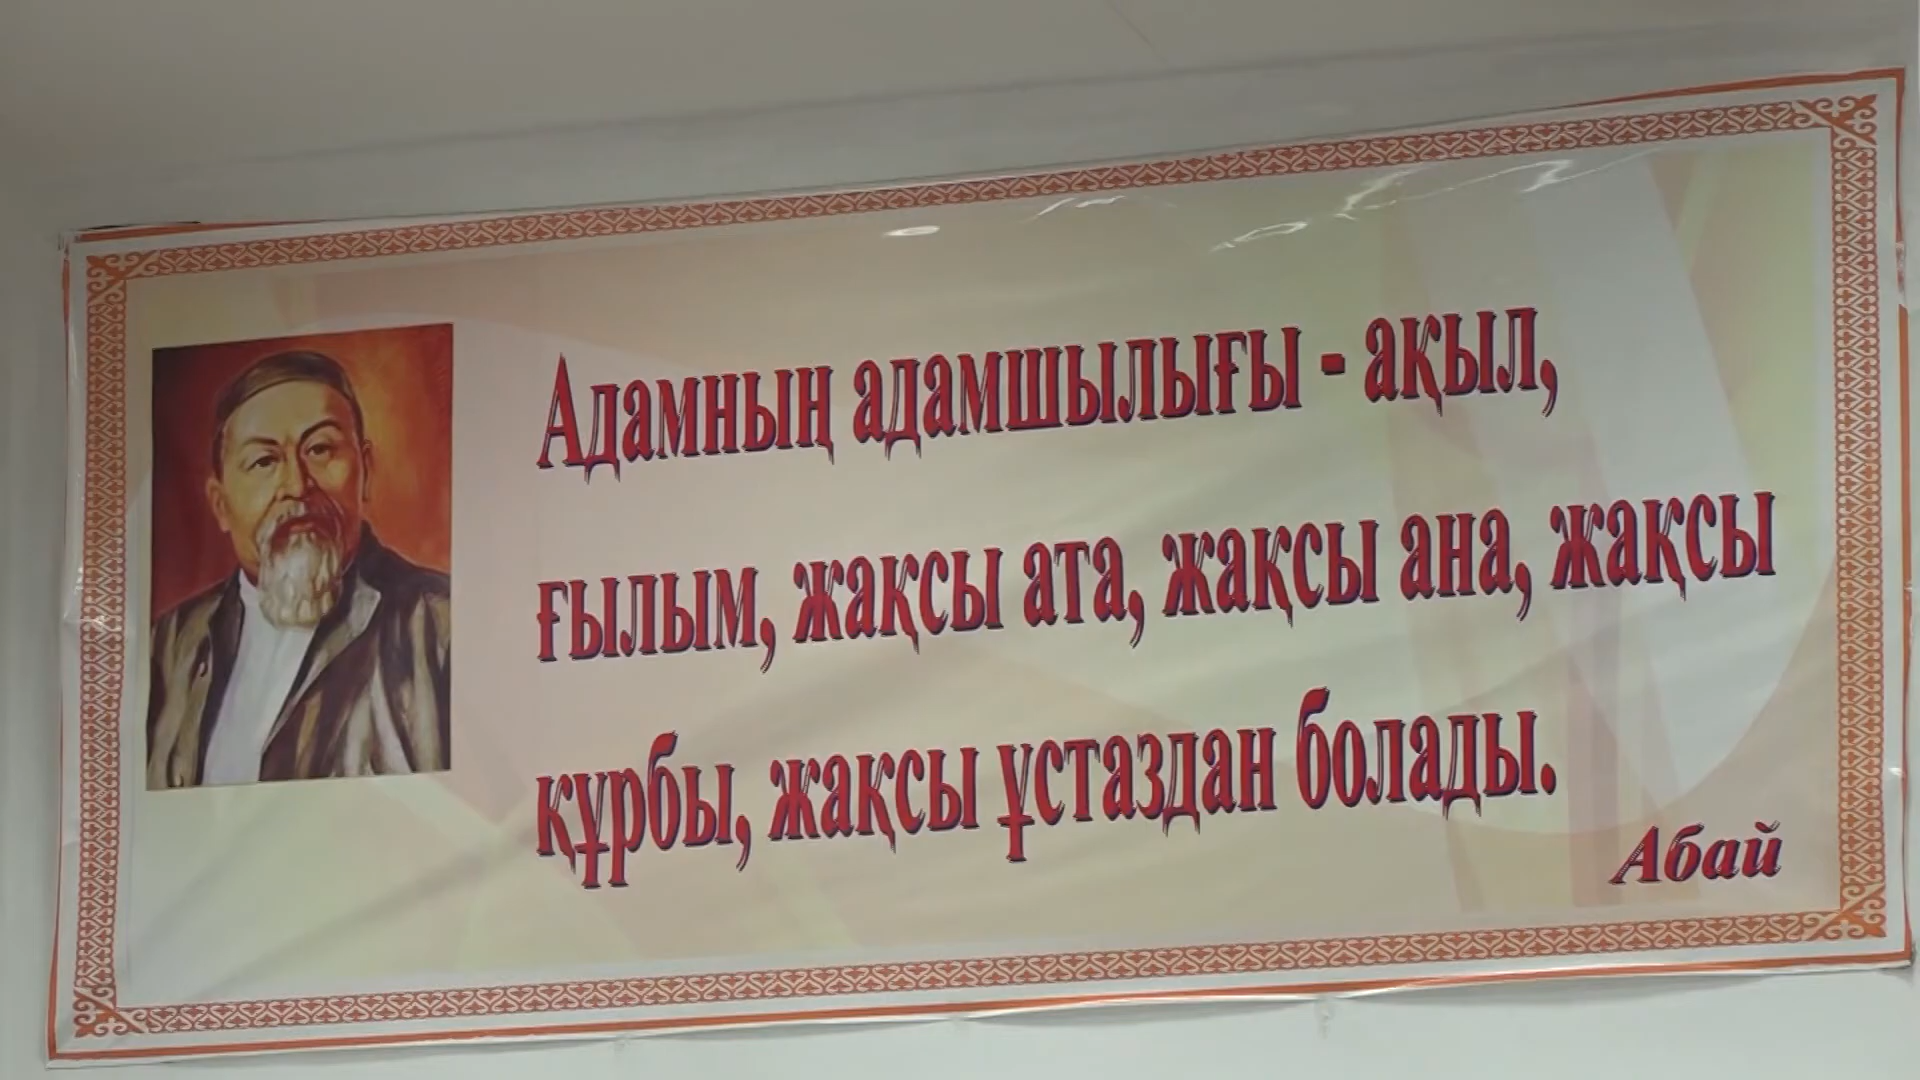 Адамның адамшылығы - ақыл,
ғылым, жақсы ата, жақсы ана, жақсы
құрбы, жақсы ұстаздан болады.
Абай